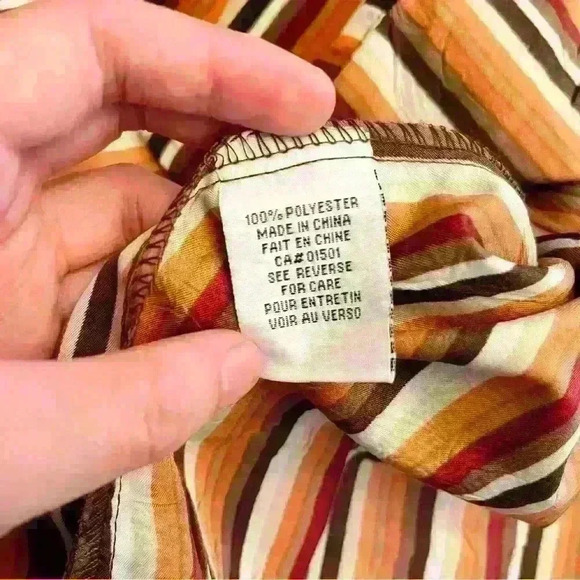 100% POLYESTER
MADE IN CHINA
FAIT EN CHINE
CA# 01501
SEE REVERSE
FOR CARE
POUR ENTRETIN
VOIR AU VERSO